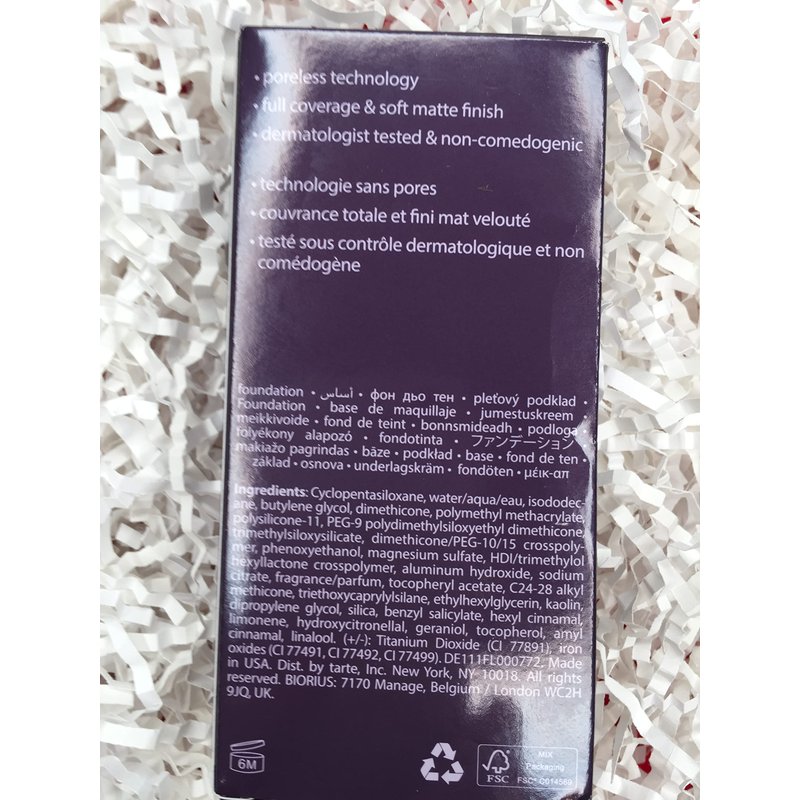 • poreless technology
• full coverage & soft matte finish
• dermatologist tested & non-comedogenic
• technologie sans pores
• couvrance totale et fini mat velouté
• testé sous contrôle dermatologique et non
comédogène
foundation • أساس • фон дьо тен • pleťový podklad •
Foundation • base de maquillaje • jumestuskreem •
meikkivoide • fond de teint • bonnsmideadh • podloga •
folyékony alapozó • fondotinta • ファンデーション •
makiažo pagrindas • bāze • podkład • base • fond de ten •
základ • osnova • underlagskräm • fondöten • μέικ-απ
Ingredients: Cyclopentasiloxane, water/aqua/eau, isododec-
ane, butylene glycol, dimethicone, polymethyl methacrylate,
polysilicone-11, PEG-9 polydimethylsiloxyethyl dimethicone,
trimethylsiloxysilicate, dimethicone/PEG-10/15 crosspoly-
mer, phenoxyethanol, magnesium sulfate, HDI/trimethylol
hexyllactone crosspolymer, aluminum hydroxide, sodium
citrate, fragrance/parfum, tocopheryl acetate, C24-28 alkyl
methicone, triethoxycaprylylsilane, ethylhexylglycerin, kaolin,
dipropylene glycol, silica, benzyl salicylate, hexyl cinnamal,
limonene, hydroxycitronellal, geraniol, tocopherol, amyl
cinnamal, linalool. (+/-): Titanium Dioxide (CI 77891), iron
oxides (CI 77491, CI 77492, CI 77499). DE111FL000772, Made
in USA. Dist. by tarte, Inc. New York, NY 10018. All rights
reserved. BIORIUS: 7170 Manage, Belgium / London WC2H
9JQ, UK.
6M
FSC
MIX
Packaging
FSC® C014569